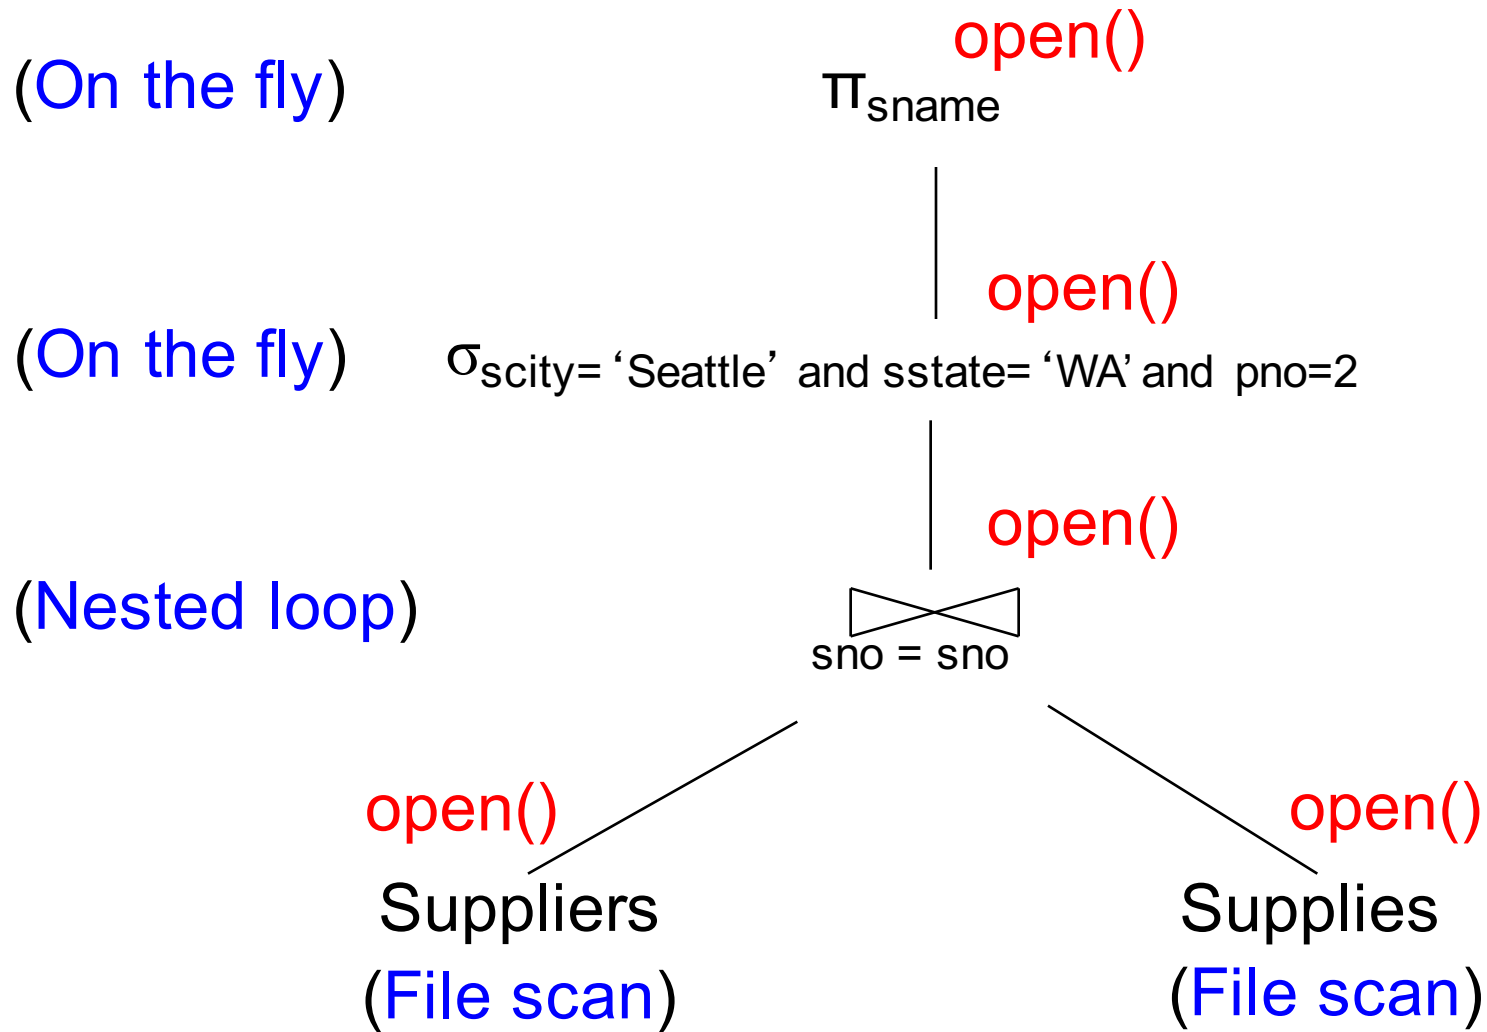 open()
(On the fly) πsname
open()
(On the fly) σscity= ‘Seattle’ and sstate= ‘WA’ and pno=2
open()
(Nested loop)
sno = sno
open() open()
Suppliers Supplies
(File scan) (File scan)